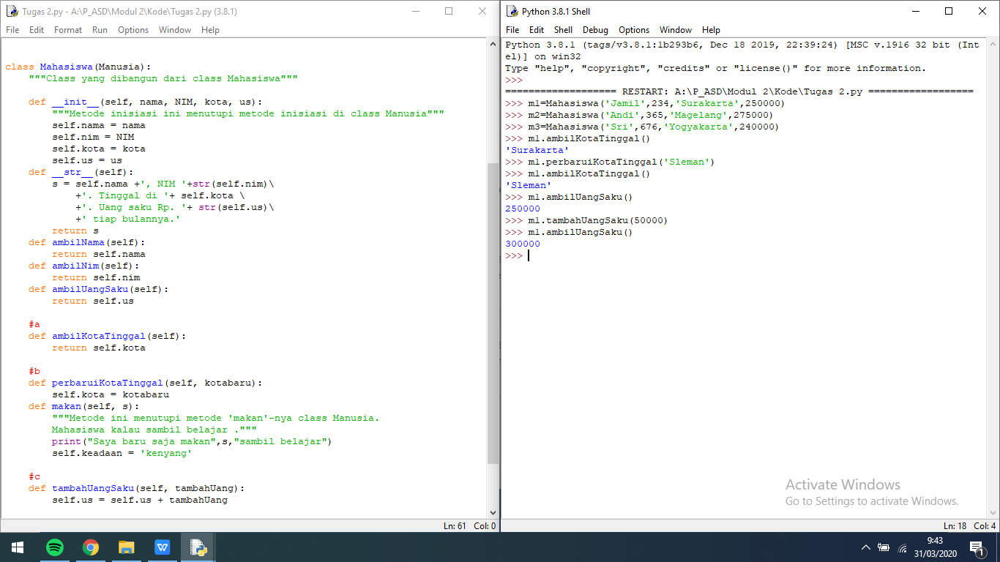 Tugas 2.py - A:\P_ASD\Modul 2\Kode\Tugas 2.py (3.8.1)
File Edit Format Run Options Window Help
class Mahasiswa(Manusia):
    """Class yang dibangun dari class Mahasiswa"""
    def __init__(self, nama, NIM, kota, us):
        """Metode inisiasi ini menutupi metode inisiasi di class Manusia"""
        self.nama = nama
        self.nim = NIM
        self.kota = kota
        self.us = us
    def __str__(self):
        s = self.nama +', NIM '+str(self.nim)\
            +'. Tinggal di '+ self.kota \
            +'. Uang saku Rp. '+ str(self.us)\
            +' tiap bulannya.'
        return s
    def ambilNama(self):
        return self.nama
    def ambilNim(self):
        return self.nim
    def ambilUangSaku(self):
        return self.us
    #a
    def ambilKotaTinggal(self):
        return self.kota
    #b
    def perbaruiKotaTinggal(self, kotabaru):
        self.kota = kotabaru
    def makan(self, s):
        """Metode ini menutupi metode 'makan'-nya class Manusia.
        Mahasiswa kalau sambil belajar ."""
        print("Saya baru saja makan",s,"sambil belajar")
        self.keadaan = 'kenyang'
    #c
    def tambahUangSaku(self, tambahUang):
        self.us = self.us + tambahUang
Ln: 61 Col: 0
Python 3.8.1 Shell
File Edit Shell Debug Options Window Help
Python 3.8.1 (tags/v3.8.1:1b293b6, Dec 18 2019, 22:39:24) [MSC v.1916 32 bit (Int
el)] on win32
Type "help", "copyright", "credits" or "license()" for more information.
>>>
=================== RESTART: A:\P_ASD\Modul 2\Kode\Tugas 2.py ==================
>>> m1=Mahasiswa('Jamil',234,'Surakarta',250000)
>>> m2=Mahasiswa('Andi',365,'Magelang',275000)
>>> m3=Mahasiswa('Sri',676,'Yogyakarta',240000)
>>> m1.ambilKotaTinggal()
'Surakarta'
>>> m1.perbaruiKotaTinggal('Sleman')
>>> m1.ambilKotaTinggal()
'Sleman'
>>> m1.ambilUangSaku()
250000
>>> m1.tambahUangSaku(50000)
>>> m1.ambilUangSaku()
300000
>>>
Activate Windows
Go to Settings to activate Windows.
Ln: 18 Col: 4
9:43
31/03/2020
1